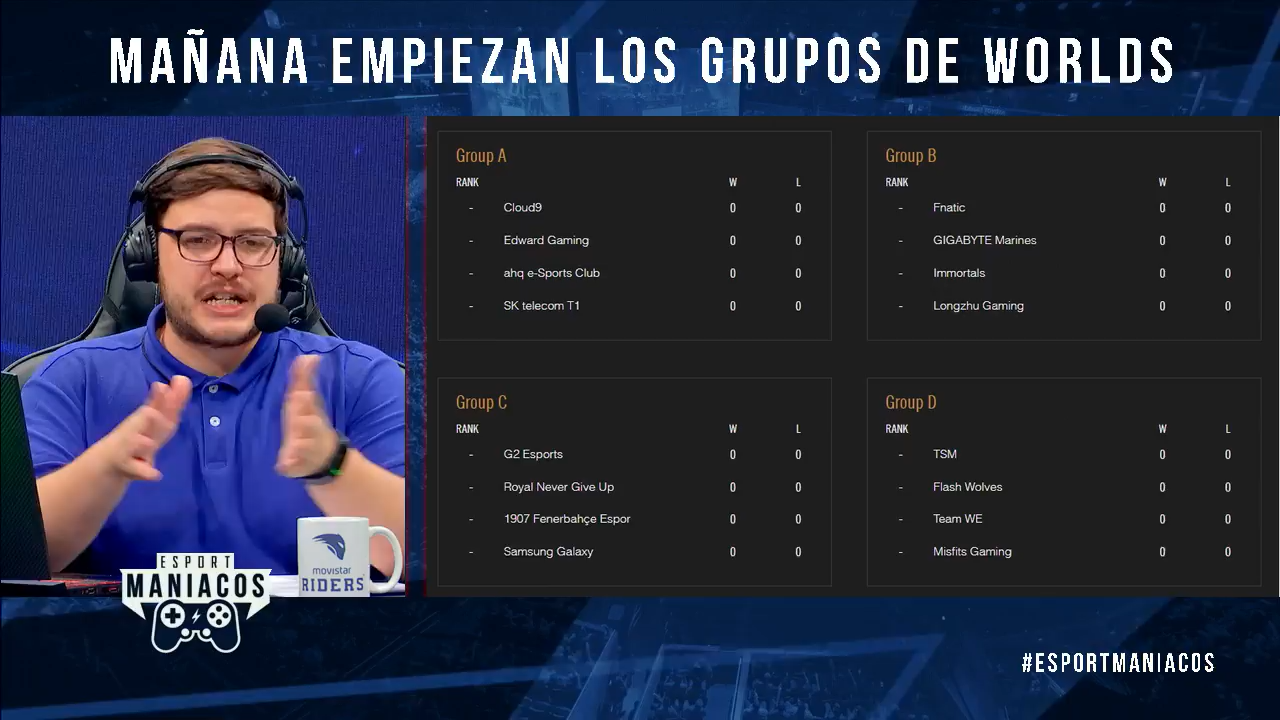 MAÑANA EMPIEZAN LOS GRUPOS DE WORLDS
Group A
RANK W L
- Cloud9 0 0
- Edward Gaming 0 0
- ahq e-Sports Club 0 0
- SK telecom T1 0 0
Group B
RANK W L
- Fnatic 0 0
- GIGABYTE Marines 0 0
- Immortals 0 0
- Longzhu Gaming 0 0
Group C
RANK W L
- G2 Esports 0 0
- Royal Never Give Up 0 0
- 1907 Fenerbahçe Espor 0 0
- Samsung Galaxy 0 0
Group D
RANK W L
- TSM 0 0
- Flash Wolves 0 0
- Team WE 0 0
- Misfits Gaming 0 0
movistar
RIDERS
ESPORT
MANIACOS
#ESPORTMANIACOS